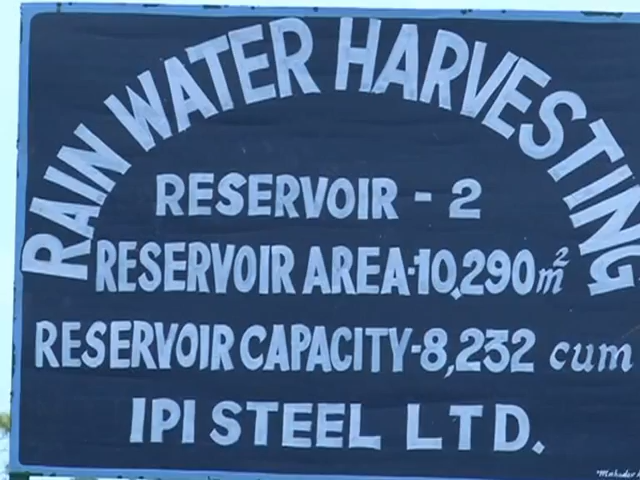 RAIN WATER HARVESTING
RESERVOIR - 2
RESERVOIR AREA-10,290m²
RESERVOIR CAPACITY-8,232 cum
IPI STEEL LTD.